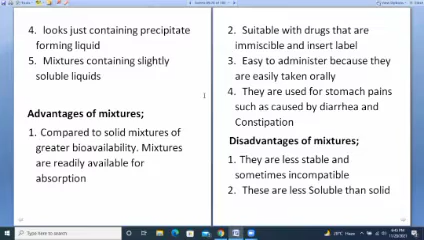 4. looks just containing precipitate
forming liquid
5. Mixtures containing slightly
soluble liquids
Advantages of mixtures;
1. Compared to solid mixtures of
greater bioavailability. Mixtures
are readily available for
absorption
2. Suitable with drugs that are
immiscible and insert label
3. Easy to administer because they
are easily taken orally
4. They are used for stomach pains
such as caused by diarrhea and
Constipation
Disadvantages of mixtures;
1. They are less stable and
sometimes incompatible
2. These are less Soluble than solid
Type here to search